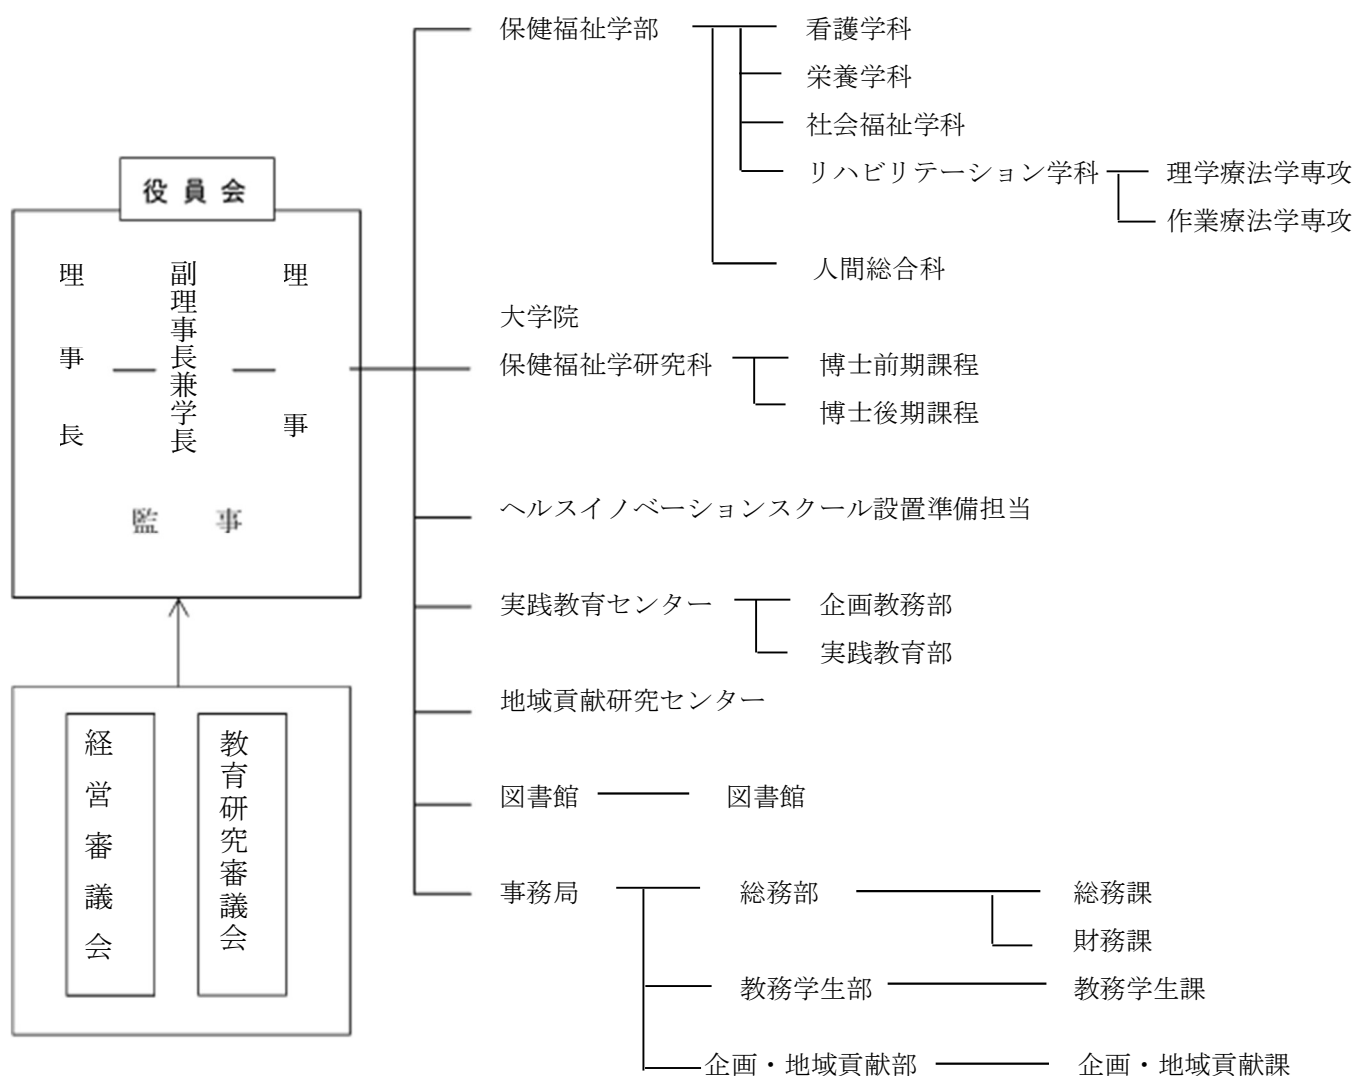 役員会
理事長
副理事長兼学長
理事
監事
経営審議会
教育研究審議会
保健福祉学部
看護学科
栄養学科
社会福祉学科
リハビリテーション学科
理学療法学専攻
作業療法学専攻
人間総合科
大学院
保健福祉学研究科
博士前期課程
博士後期課程
ヘルスイノベーションスクール設置準備担当
実践教育センター
企画教務部
実践教育部
地域貢献研究センター
図書館
図書館
事務局
総務部
総務課
財務課
教務学生部
教務学生課
企画・地域貢献部
企画・地域貢献課